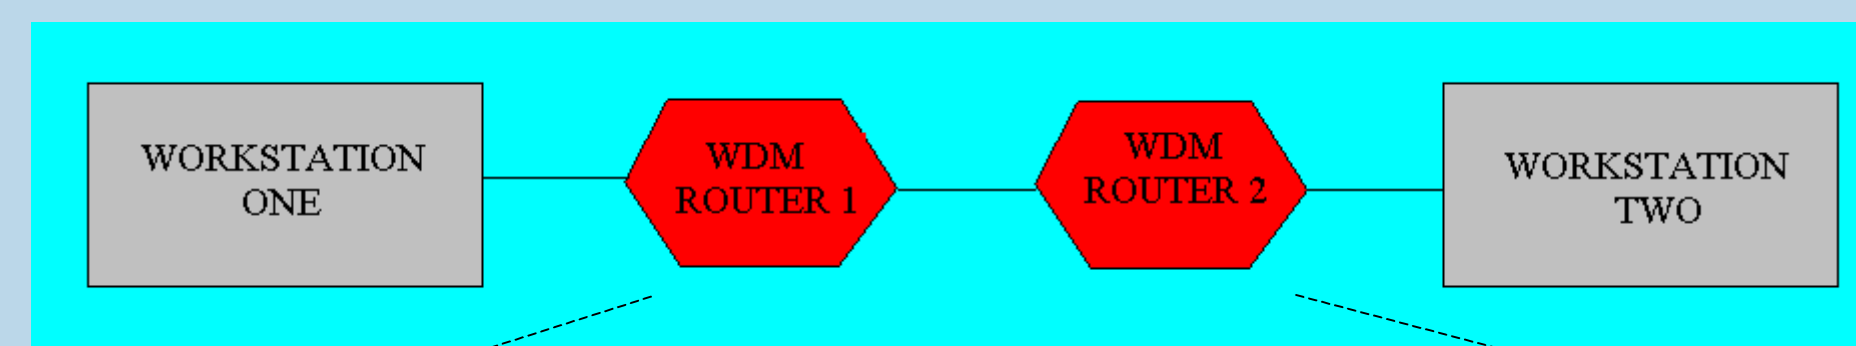 WORKSTATION
ONE
WDM
ROUTER 1
WDM
ROUTER 2
WORKSTATION
TWO